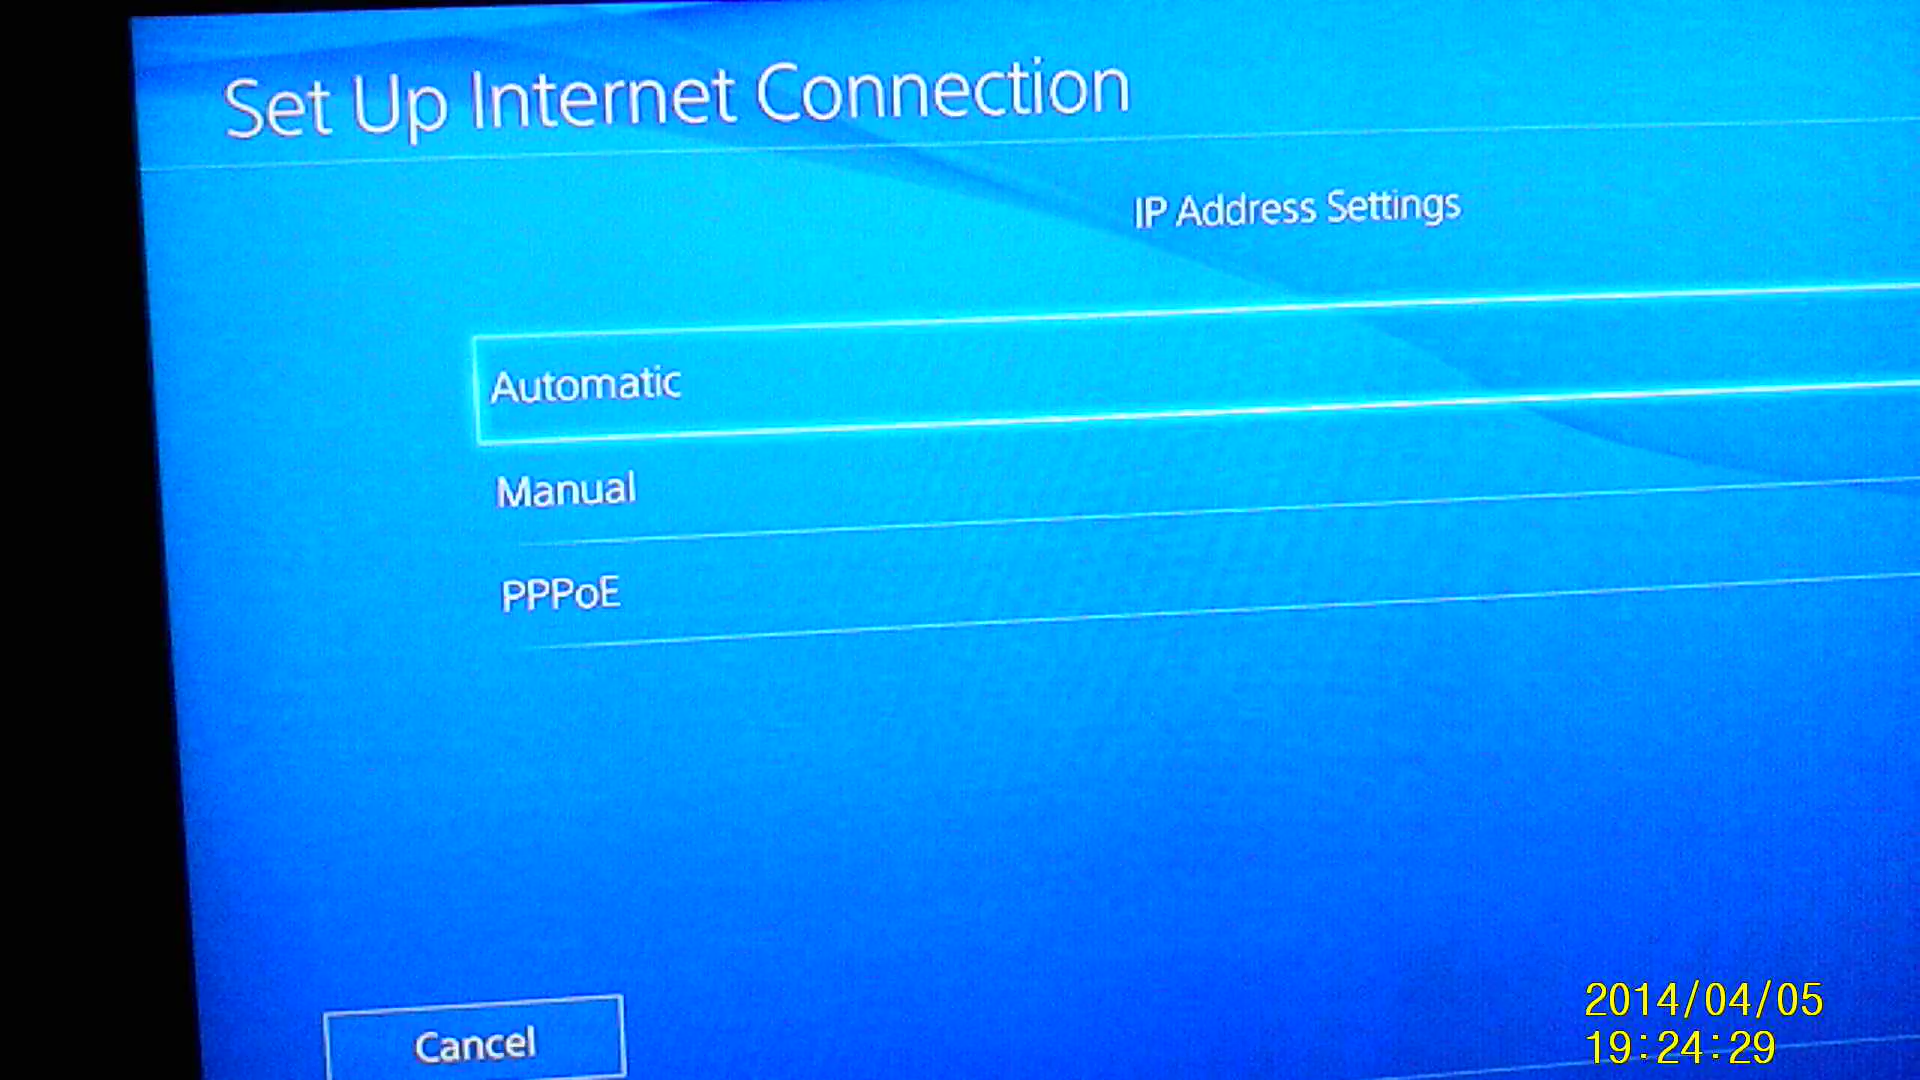 Set Up Internet Connection
IP Address Settings
Automatic
Manual
PPPoE
Cancel
2014/04/05
19:24:29